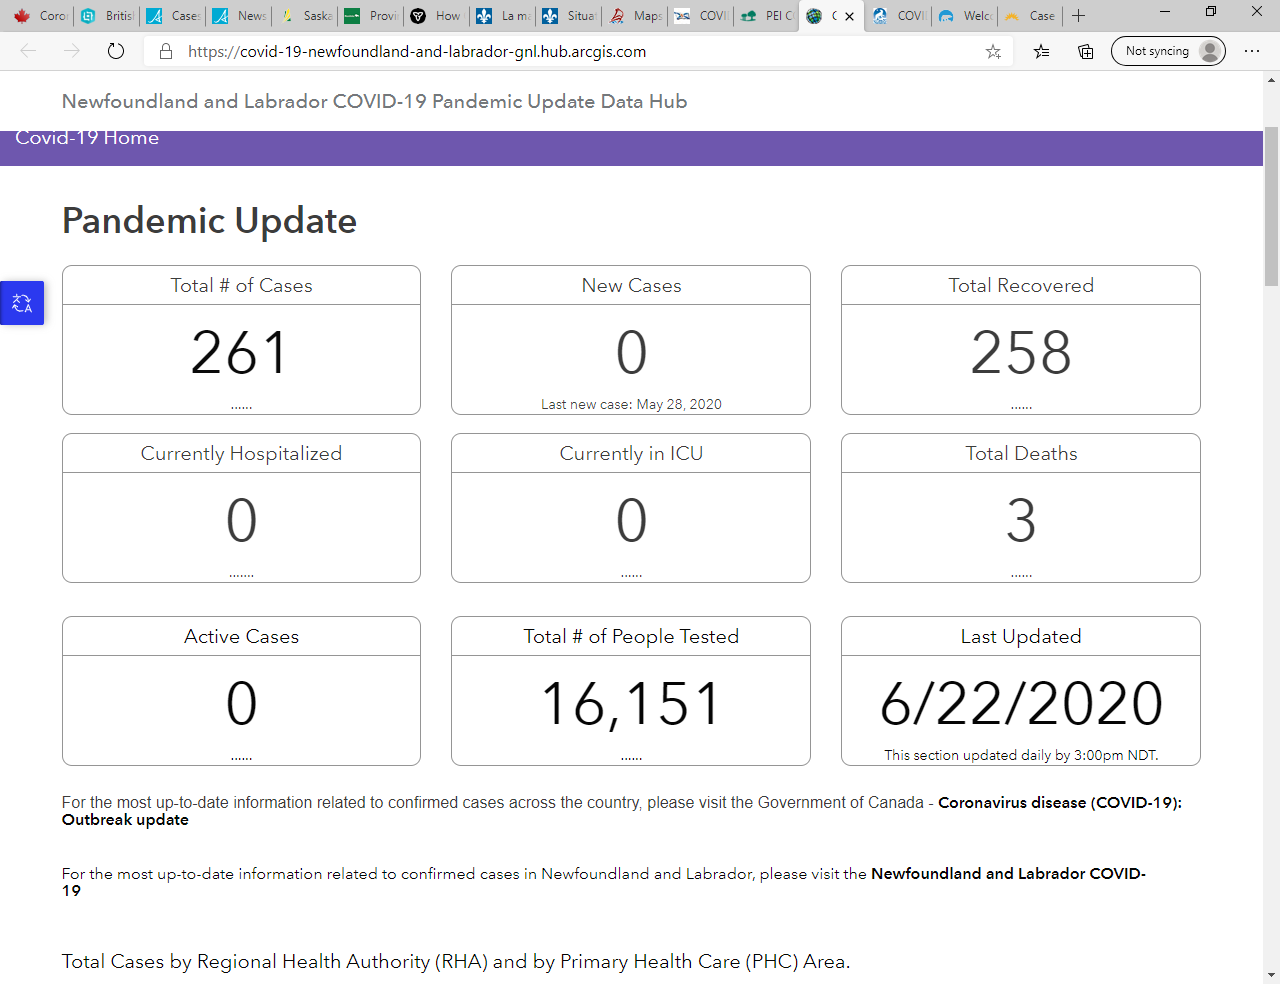 Coror Britisl Cases News Saska Provi How La ma Situat Maps COVI PEI C C COVI Welc Case
Not syncing
https://covid-19-newfoundland-and-labrador-gnl.hub.arcgis.com
Newfoundland and Labrador COVID-19 Pandemic Update Data Hub
Covid-19 Home
Pandemic Update
Total # of Cases
261
......
New Cases
0
Last new case: May 28, 2020
Total Recovered
258
......
Currently Hospitalized
0
.......
Currently in ICU
0
......
Total Deaths
3
......
Active Cases
0
......
Total # of People Tested
16,151
......
Last Updated
6/22/2020
This section updated daily by 3:00pm NDT.
For the most up-to-date information related to confirmed cases across the country, please visit the Government of Canada - Coronavirus disease (COVID-19):
Outbreak update
For the most up-to-date information related to confirmed cases in Newfoundland and Labrador, please visit the Newfoundland and Labrador COVID-
19
Total Cases by Regional Health Authority (RHA) and by Primary Health Care (PHC) Area.